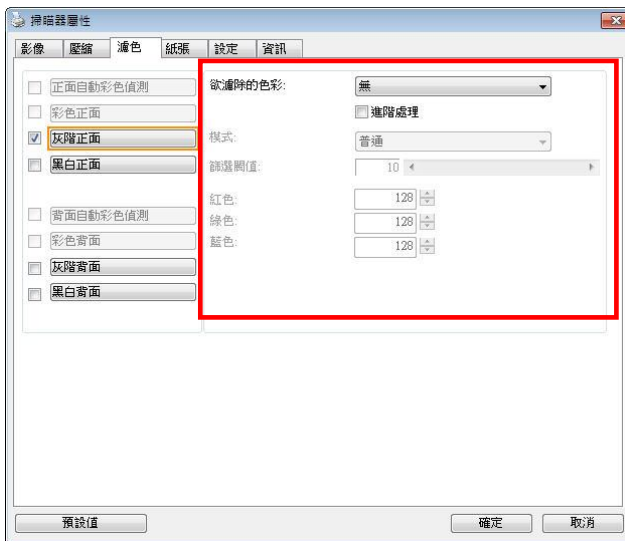 掃瞄器屬性
影像 壓縮 濾色 紙張 設定 資訊
正面自動彩色偵測
彩色正面
灰階正面
黑白正面
背面自動彩色偵測
彩色背面
灰階背面
黑白背面
欲濾除的色彩: 無
進階處理
模式: 普通
篩選閥值: 10
紅色: 128
綠色: 128
藍色: 128
預設值 確定 取消